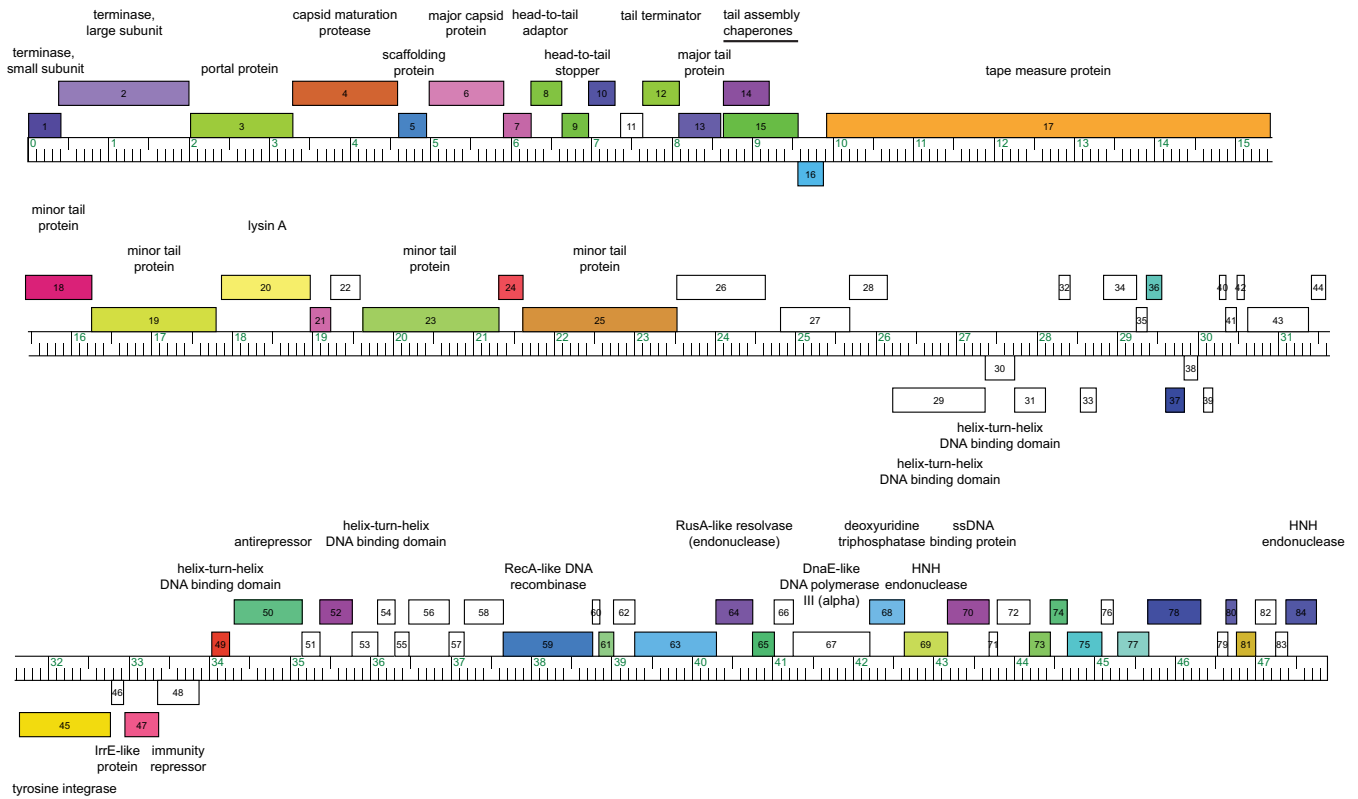 terminase,
large subunit
capsid maturation
protease
major capsid
protein
head-to-tail
adaptor
tail terminator
tail assembly
chaperones
terminase,
small subunit
portal protein
scaffolding
protein
head-to-tail
stopper
major tail
protein
tape measure protein
2 4 6 8 10 12 14
1 3 5 7 9 11 13 15 17
0 1 2 3 4 5 6 7 8 9 10 11 12 13 14 15
16
minor tail
protein
lysin A
minor tail
protein
minor tail
protein
minor tail
protein
18 20 22 24 26 28 32 34 36 40 42 44
19 21 23 25 27 35 41 43
16 17 18 19 20 21 22 23 24 25 26 27 28 29 30 31
30 38
29 31 33 37 39
helix-turn-helix
DNA binding domain
helix-turn-helix
DNA binding domain
antirepressor
helix-turn-helix
DNA binding domain
RusA-like resolvase
(endonuclease)
deoxyuridine
triphosphatase
ssDNA
binding protein
HNH
endonuclease
helix-turn-helix
DNA binding domain
RecA-like DNA
recombinase
DnaE-like
DNA polymerase
III (alpha)
HNH
endonuclease
50 52 54 56 58 60 62 64 66 68 70 72 74 76 78 80 82 84
49 51 53 55 57 59 61 63 65 67 69 71 73 75 77 79 81 83
32 33 34 35 36 37 38 39 40 41 42 43 44 45 46 47
46 48
45 47
IrrE-like
protein
immunity
repressor
tyrosine integrase